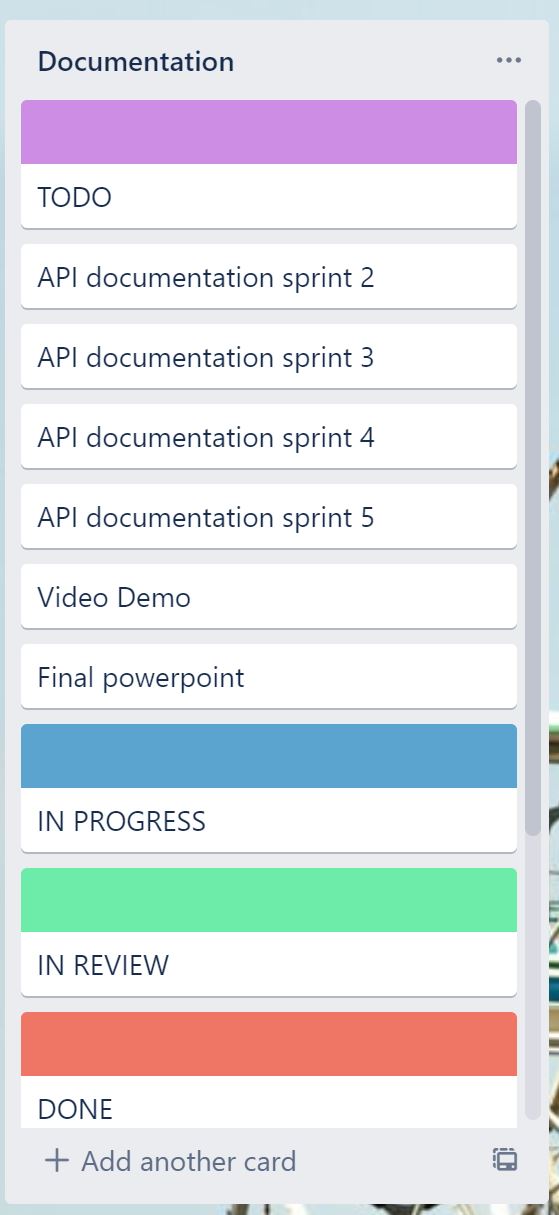 Documentation
TODO
API documentation sprint 2
API documentation sprint 3
API documentation sprint 4
API documentation sprint 5
Video Demo
Final powerpoint
IN PROGRESS
IN REVIEW
DONE
Add another card